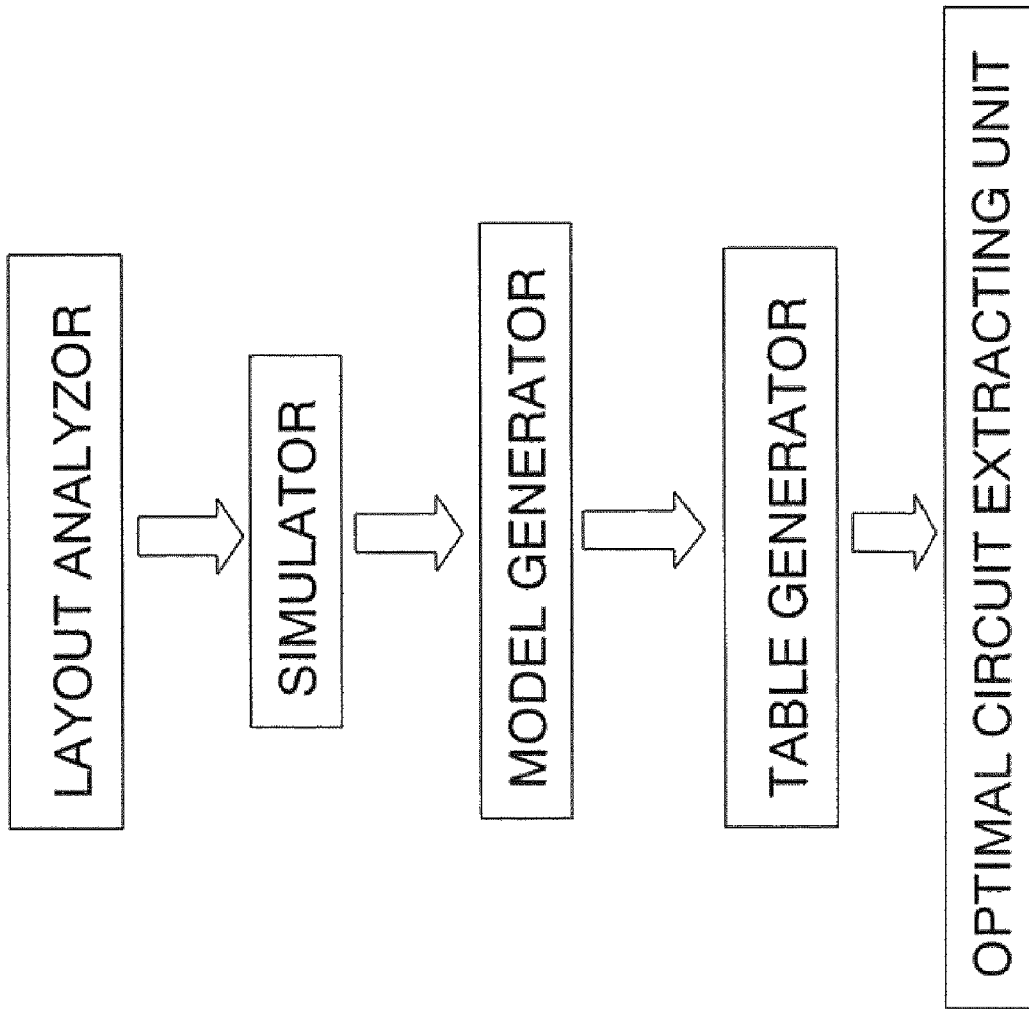 LAYOUT ANALYZOR
SIMULATOR
MODEL GENERATOR
TABLE GENERATOR
OPTIMAL CIRCUIT EXTRACTING UNIT